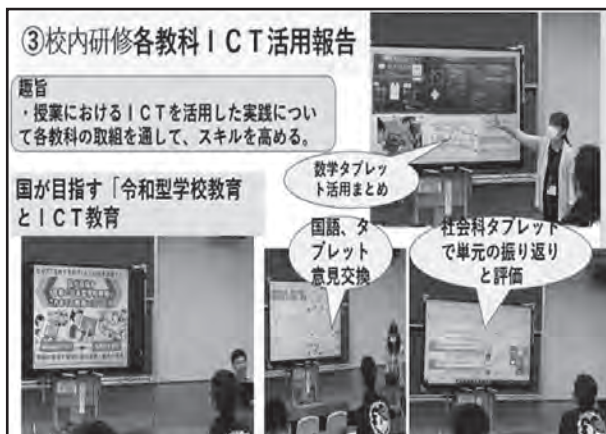 ③校内研修各教科ＩＣＴ活用報告
趣旨
・授業におけるＩＣＴを活用した実践につい
て各教科の取組を通して、スキルを高める。
国が目指す「令和型学校教育
とＩＣＴ教育
数学タブレッ
ト活用まとめ
国語、タ
ブレット
意見交換
社会科タブレット
で単元の振り返り
と評価